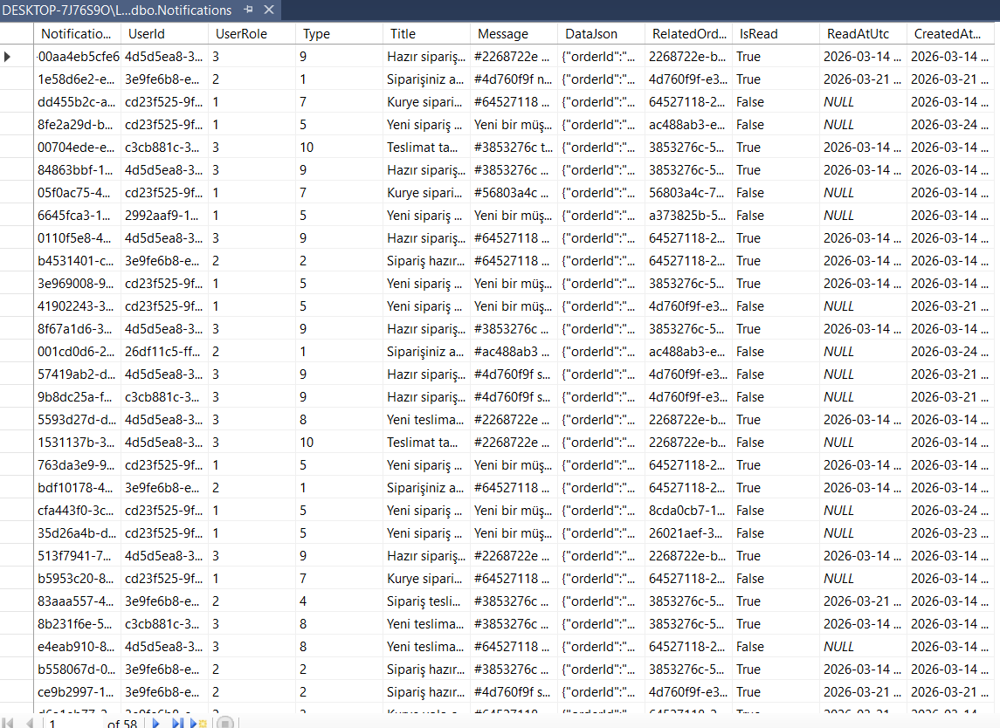 DESKTOP-7J76S9O\L...dbo.Notifications
Notificatio... UserId UserRole Type Title Message DataJson RelatedOrd... IsRead ReadAtUtc CreatedAt...
-00aa4eb5cfe6 4d5d5ea8-3... 3 9 Hazır sipariş... #2268722e ... {"orderId":"... 2268722e-b... True 2026-03-14 ... 2026-03-14 ...
1e58d6e2-e... 3e9fe6b8-e... 2 1 Siparişiniz a... #4d760f9f n... {"orderId":"... 4d760f9f-e3... True 2026-03-21 ... 2026-03-21 ...
dd455b2c-a... cd23f525-9f... 1 7 Kurye sipari... #64527118 ... {"orderId":"... 64527118-2... False NULL 2026-03-14 ...
8fe2a29d-b... cd23f525-9f... 1 5 Yeni sipariş ... Yeni bir müş... {"orderId":"... ac488ab3-e... False NULL 2026-03-24 ...
00704ede-e... c3cb881c-3... 3 10 Teslimat ta... #3853276c t... {"orderId":"... 3853276c-5... True 2026-03-14 ... 2026-03-14 ...
84863bbf-1... 4d5d5ea8-3... 3 9 Hazır sipariş... #3853276c ... {"orderId":"... 3853276c-5... True 2026-03-14 ... 2026-03-14 ...
05f0ac75-4... cd23f525-9f... 1 7 Kurye sipari... #56803a4c ... {"orderId":"... 56803a4c-7... False NULL 2026-03-14 ...
6645fca3-1... 2992aaf9-1... 1 5 Yeni sipariş ... Yeni bir müş... {"orderId":"... a373825b-5... False NULL 2026-03-14 ...
0110f5e8-4... 4d5d5ea8-3... 3 9 Hazır sipariş... #64527118 ... {"orderId":"... 64527118-2... True 2026-03-14 ... 2026-03-14 ...
b4531401-c... 3e9fe6b8-e... 2 2 Sipariş hazır... #64527118 ... {"orderId":"... 64527118-2... True 2026-03-14 ... 2026-03-14 ...
3e969008-9... cd23f525-9f... 1 5 Yeni sipariş ... Yeni bir müş... {"orderId":"... 3853276c-5... True 2026-03-14 ... 2026-03-14 ...
41902243-3... cd23f525-9f... 1 5 Yeni sipariş ... Yeni bir müş... {"orderId":"... 4d760f9f-e3... False NULL 2026-03-21 ...
8f67a1d6-3... 4d5d5ea8-3... 3 9 Hazır sipariş... #3853276c ... {"orderId":"... 3853276c-5... True 2026-03-14 ... 2026-03-14 ...
001cd0d6-2... 26df11c5-ff... 2 1 Siparişiniz a... #ac488ab3 ... {"orderId":"... ac488ab3-e... False NULL 2026-03-24 ...
57419ab2-d... 4d5d5ea8-3... 3 9 Hazır sipariş... #4d760f9f s... {"orderId":"... 4d760f9f-e3... False NULL 2026-03-21 ...
9b8dc25a-f... c3cb881c-3... 3 9 Hazır sipariş... #4d760f9f s... {"orderId":"... 4d760f9f-e3... False NULL 2026-03-21 ...
5593d27d-d... 4d5d5ea8-3... 3 8 Yeni teslima... #2268722e ... {"orderId":"... 2268722e-b... True 2026-03-14 ... 2026-03-14 ...
1531137b-3... 4d5d5ea8-3... 3 10 Teslimat ta... #2268722e ... {"orderId":"... 2268722e-b... False NULL 2026-03-14 ...
763da3e9-9... cd23f525-9f... 1 5 Yeni sipariş ... Yeni bir müş... {"orderId":"... 64527118-2... True 2026-03-14 ... 2026-03-14 ...
bdf10178-4... 3e9fe6b8-e... 2 1 Siparişiniz a... #64527118 ... {"orderId":"... 64527118-2... True 2026-03-14 ... 2026-03-14 ...
cfa443f0-3c... cd23f525-9f... 1 5 Yeni sipariş ... Yeni bir müş... {"orderId":"... 8cda0cb7-1... False NULL 2026-03-24 ...
35d26a4b-d... cd23f525-9f... 1 5 Yeni sipariş ... Yeni bir müş... {"orderId":"... 26021aef-3... False NULL 2026-03-23 ...
513f7941-7... 4d5d5ea8-3... 3 9 Hazır sipariş... #2268722e ... {"orderId":"... 2268722e-b... True 2026-03-14 ... 2026-03-14 ...
b5953c20-8... cd23f525-9f... 1 7 Kurye sipari... #64527118 ... {"orderId":"... 64527118-2... False NULL 2026-03-14 ...
83aaa557-4... 3e9fe6b8-e... 2 4 Sipariş tesli... #3853276c ... {"orderId":"... 3853276c-5... True 2026-03-21 ... 2026-03-14 ...
8b231f6e-5... c3cb881c-3... 3 8 Yeni teslima... #3853276c ... {"orderId":"... 3853276c-5... True 2026-03-14 ... 2026-03-14 ...
e4eab910-8... 4d5d5ea8-3... 3 8 Yeni teslima... #64527118 ... {"orderId":"... 64527118-2... False NULL 2026-03-14 ...
b558067d-0... 3e9fe6b8-e... 2 2 Sipariş hazır... #3853276c ... {"orderId":"... 3853276c-5... True 2026-03-14 ... 2026-03-14 ...
ce9b2997-1... 3e9fe6b8-e... 2 2 Sipariş hazır... #4d760f9f s... {"orderId":"... 4d760f9f-e3... True 2026-03-21 ... 2026-03-21 ...
1 of 58